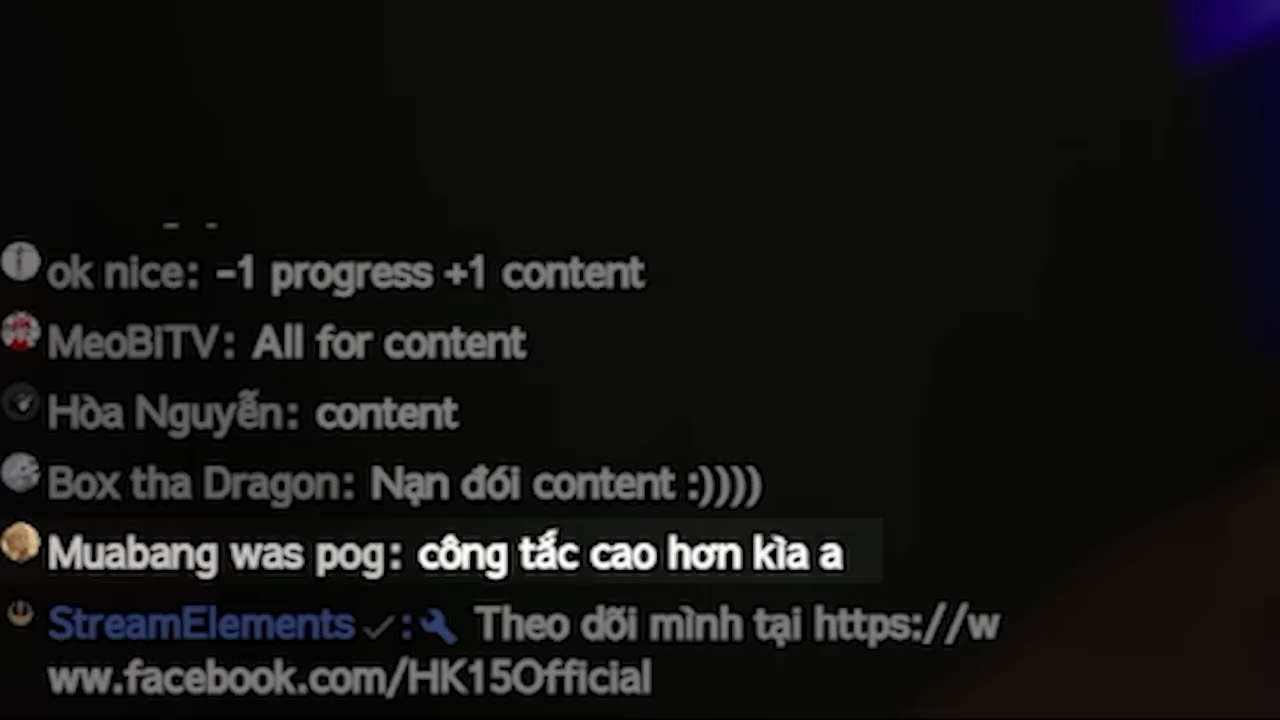 ok nice: -1 progress +1 content
MeoBiTV: All for content
Hòa Nguyễn: content
Box tha Dragon: Nạn đói content :))))
Muabang was pog: công tắc cao hơn kìa a
StreamElements ✓: Theo dõi mình tại https://w
ww.facebook.com/HK15Official